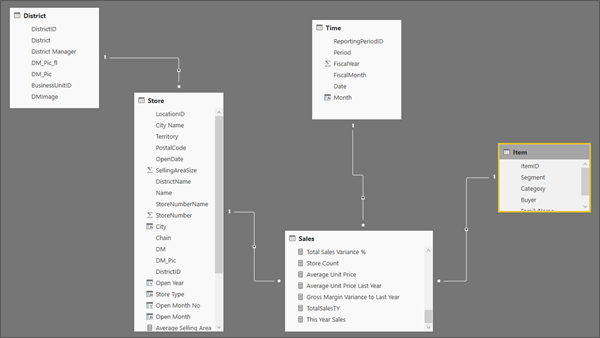 District
DistrictID
District
District Manager
DM_Pic_fl
DM_Pic
BusinessUnitID
DMImage
1
*
Store
LocationID
City Name
Territory
PostalCode
OpenDate
SellingAreaSize
DistrictName
Name
StoreNumberName
StoreNumber
City
Chain
DM
DM_Pic
DistrictID
Open Year
Store Type
Open Month No
Open Month
Average Selling Area
1
*
Time
ReportingPeriodID
Period
FiscalYear
FiscalMonth
Date
Month
1
*
Sales
Total Sales Variance %
Store Count
Average Unit Price
Average Unit Price Last Year
Gross Margin Variance to Last Year
TotalSalesTY
This Year Sales
*
1
Item
ItemID
Segment
Category
Buyer
FamilyName